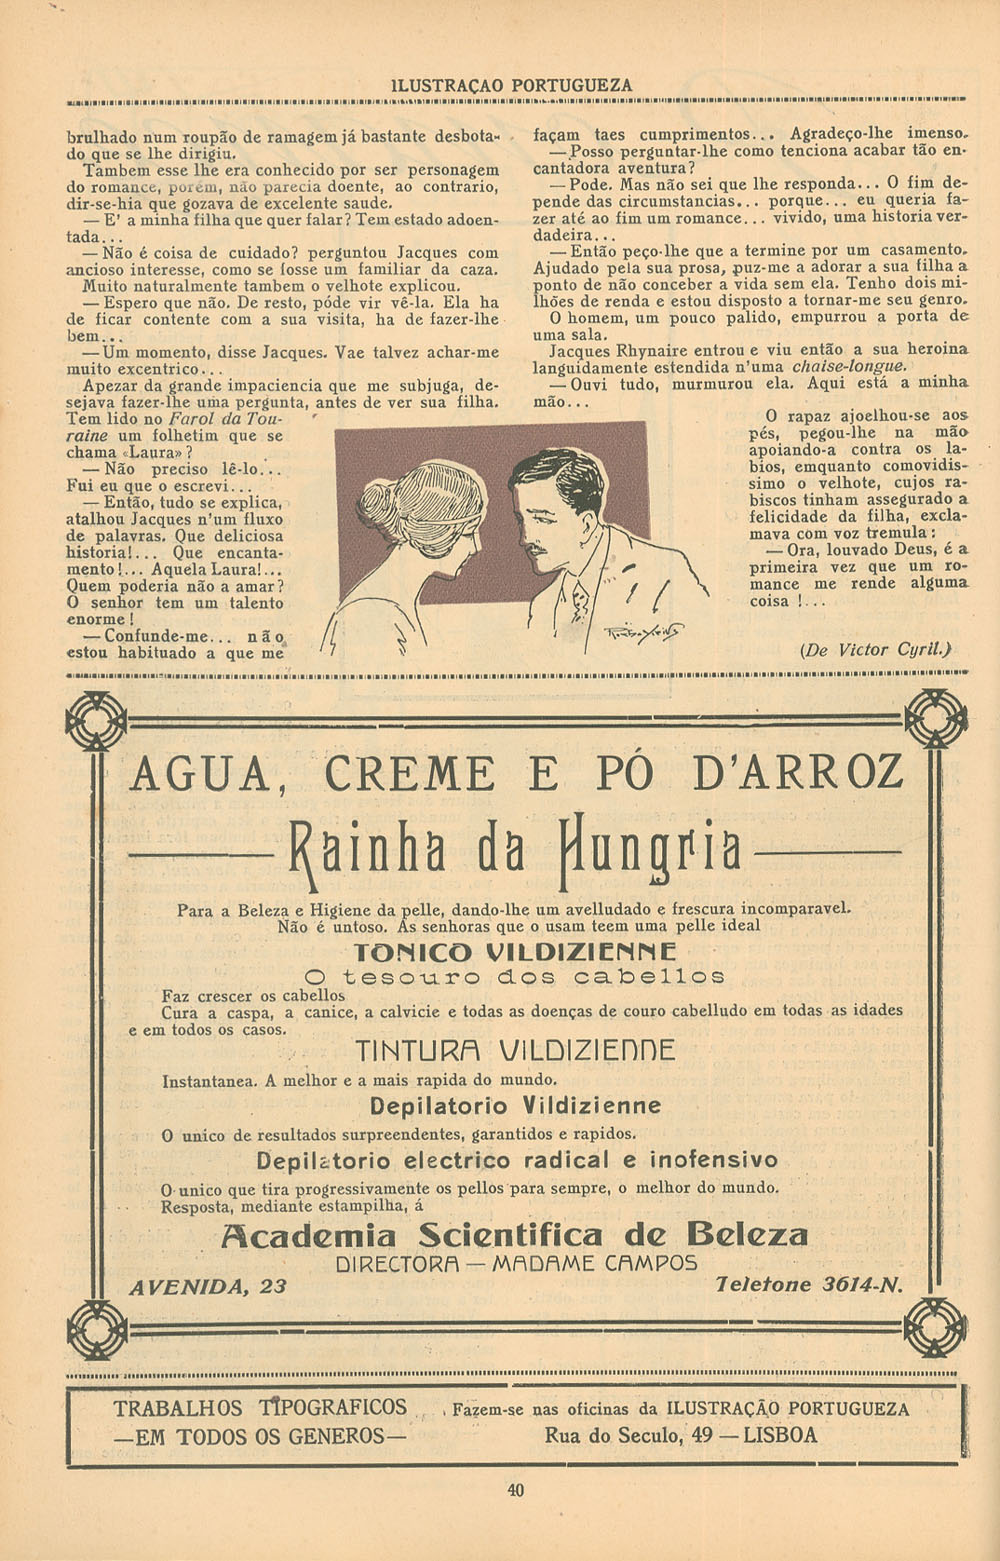 ILUSTRAÇAO PORTUGUEZA
brulhado num roupão de ramagem já bastante desbota-
do que se lhe dirigiu.
Tambem esse lhe era conhecido por ser personagem
do romance, porém, não parecia doente, ao contrario,
dir-se-hia que gozava de excelente saude.
— E' a minha filha que quer falar? Tem estado adoen-
tada...
— Não é coisa de cuidado? perguntou Jacques com
ancioso interesse, como se fosse um familiar da caza.
Muito naturalmente tambem o velhote explicou.
— Espero que não. De resto, póde vir vê-la. Ela ha
de ficar contente com a sua visita, ha de fazer-lhe
bem...
— Um momento, disse Jacques. Vae talvez achar-me
muito excentrico...
Apezar da grande impaciencia que me subjuga, de-
sejava fazer-lhe uma pergunta, antes de ver sua filha.
Tem lido no Farol da Tou-
raine um folhetim que se
chama «Laura»?
— Não preciso lê-lo...
Fui eu que o escrevi...
— Então, tudo se explica,
atalhou Jacques n'um fluxo
de palavras. Que deliciosa
historia!... Que encanta-
mento!... Aquela Laura!...
Quem poderia não a amar?
O senhor tem um talento
enorme!
— Confunde-me... não
estou habituado a que me
façam taes cumprimentos... Agradeço-lhe imenso.
— Posso perguntar-lhe como tenciona acabar tão en-
cantadora aventura?
— Pode. Mas não sei que lhe responda... O fim de-
pende das circumstancias... porque... eu queria fa-
zer até ao fim um romance... vivido, uma historia ver-
dadeira...
— Então peço-lhe que a termine por um casamento.
Ajudado pela sua prosa, puz-me a adorar a sua filha a
ponto de não conceber a vida sem ela. Tenho dois mi-
lhões de renda e estou disposto a tornar-me seu genro.
O homem, um pouco palido, empurrou a porta de
uma sala.
Jacques Rhynaire entrou e viu então a sua heroina
languidamente estendida n'uma chaise-longue.
— Ouvi tudo, murmurou ela. Aqui está a minha
mão...
O rapaz ajoelhou-se aos
pés, pegou-lhe na mão
apoiando-a contra os la-
bios, emquanto comovidis-
simo o velhote, cujos ra-
biscos tinham assegurado a
felicidade da filha, excla-
mava com voz tremula:
— Ora, louvado Deus, é a
primeira vez que um ro-
mance me rende alguma
coisa!...
(De Victor Cyril.)
AGUA, CREME E PÓ D'ARROZ
Rainha da Hungria
Para a Beleza e Higiene da pelle, dando-lhe um avelludado e frescura incomparavel.
Não é untoso. As senhoras que o usam teem uma pelle ideal
TONICO VILDIZIENNE
O tesouro dos cabellos
Faz crescer os cabellos
Cura a caspa, a canice, a calvicie e todas as doenças de couro cabelludo em todas as idades
e em todos os casos.
TINTURA VILDIZIENNE
Instantanea. A melhor e a mais rapida do mundo.
Depilatorio Vildizienne
O unico de resultados surpreendentes, garantidos e rapidos.
Depilatorio electrico radical e inofensivo
O unico que tira progressivamente os pellos para sempre, o melhor do mundo.
Resposta, mediante estampilha, á
Academia Scientifica de Beleza
DIRECTORA — MADAME CAMPOS
AVENIDA, 23 Telefone 3614-N.
TRABALHOS TIPOGRAFICOS
—EM TODOS OS GENEROS—
Fazem-se nas oficinas da ILUSTRAÇÃO PORTUGUEZA
Rua do Seculo, 49 — LISBOA
40